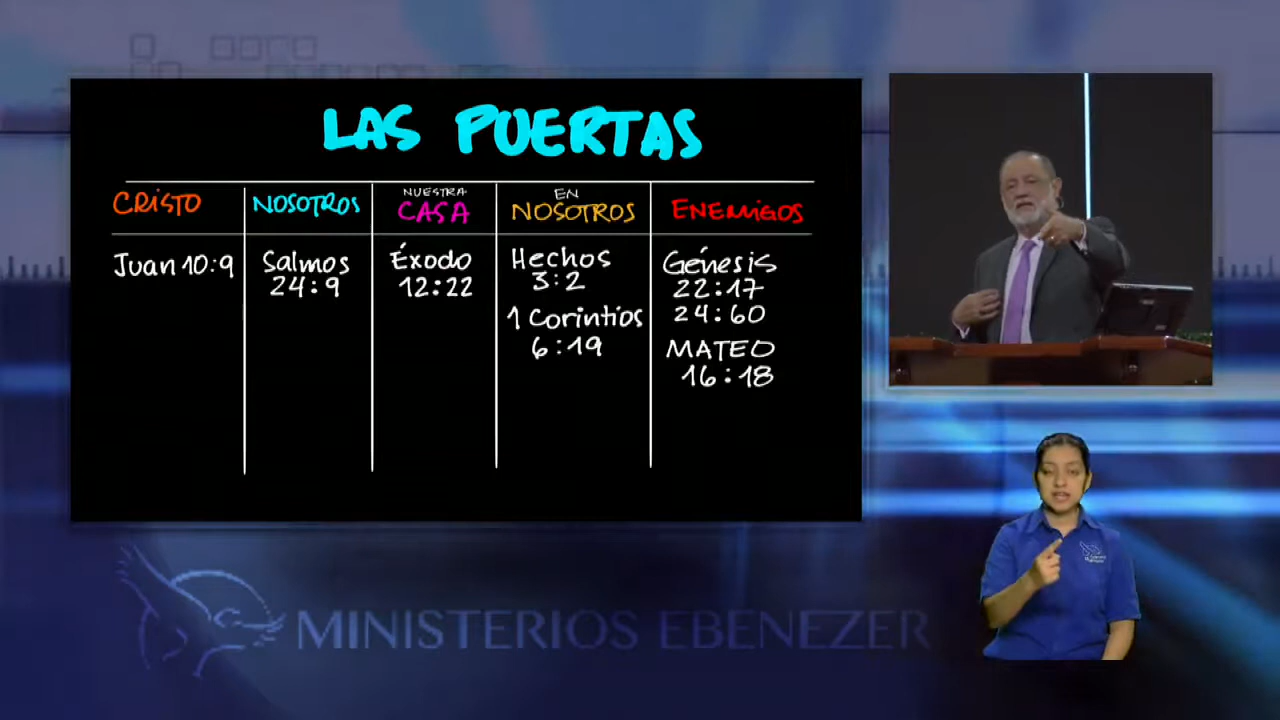 LAS PUERTAS
CRISTO
NOSOTROS
NUESTRA
CASA
EN
NOSOTROS
ENEMIGOS
Juan 10:9
Salmos
24:9
Éxodo
12:22
Hechos
3:2
1 Corintios
6:19
Génesis
22:17
24:60
MATEO
16:18
MINISTERIOS EBENEZER